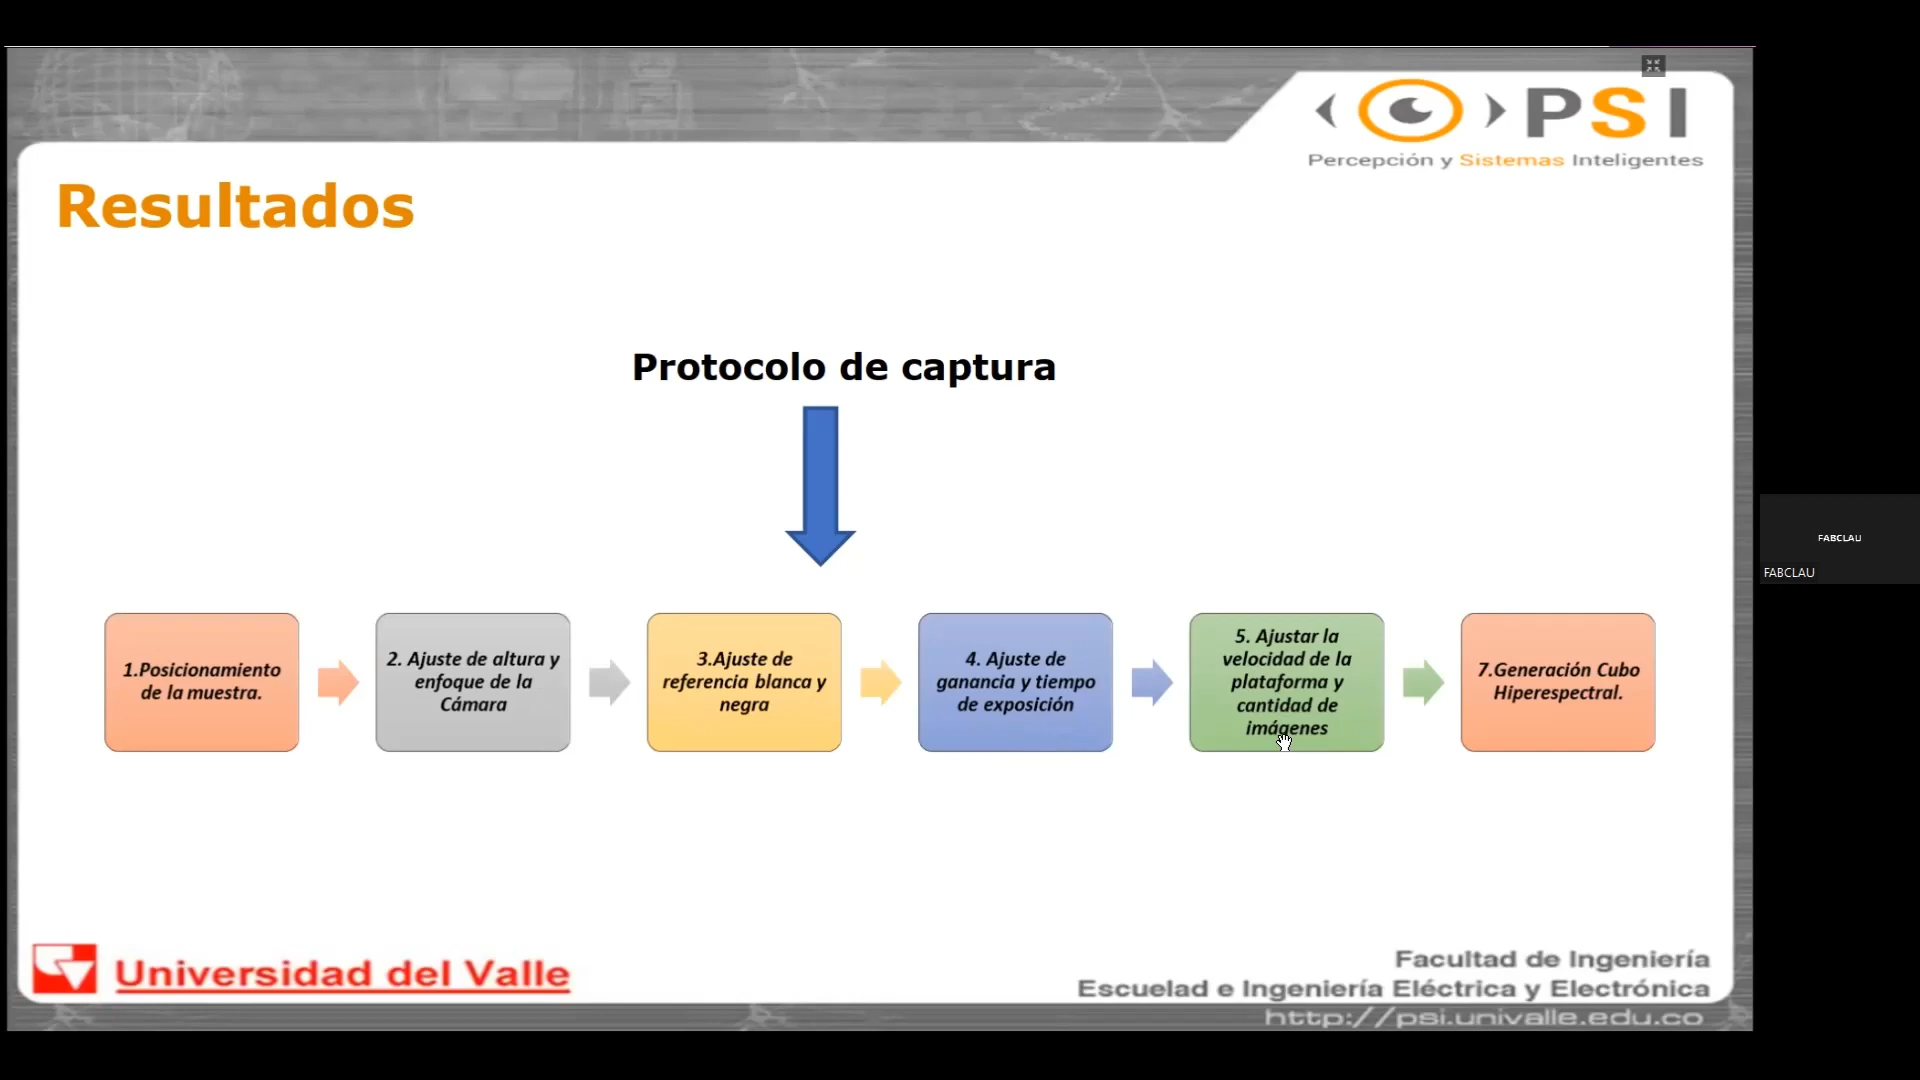 PSI
Percepción y Sistemas Inteligentes
Resultados
Protocolo de captura
1.Posicionamiento
de la muestra.
2. Ajuste de altura y
enfoque de la
Cámara
3.Ajuste de
referencia blanca y
negra
4. Ajuste de
ganancia y tiempo
de exposición
5. Ajustar la
velocidad de la
plataforma y
cantidad de
imágenes
7.Generación Cubo
Hiperespectral.
FABCLAU
FABCLAU
Universidad del Valle
Facultad de Ingeniería
Escuelad e Ingeniería Eléctrica y Electrónica
http://psi.univalle.edu.co